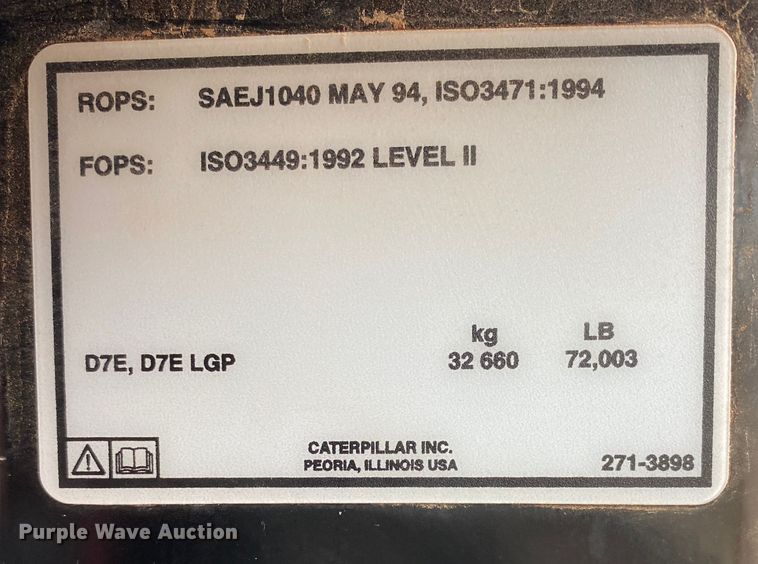 ROPS: SAEJ1040 MAY 94, ISO3471:1994
FOPS: ISO3449:1992 LEVEL II
kg LB
D7E, D7E LGP 32 660 72,003
CATERPILLAR INC.
PEORIA, ILLINOIS USA
271-3898
Purple Wave Auction